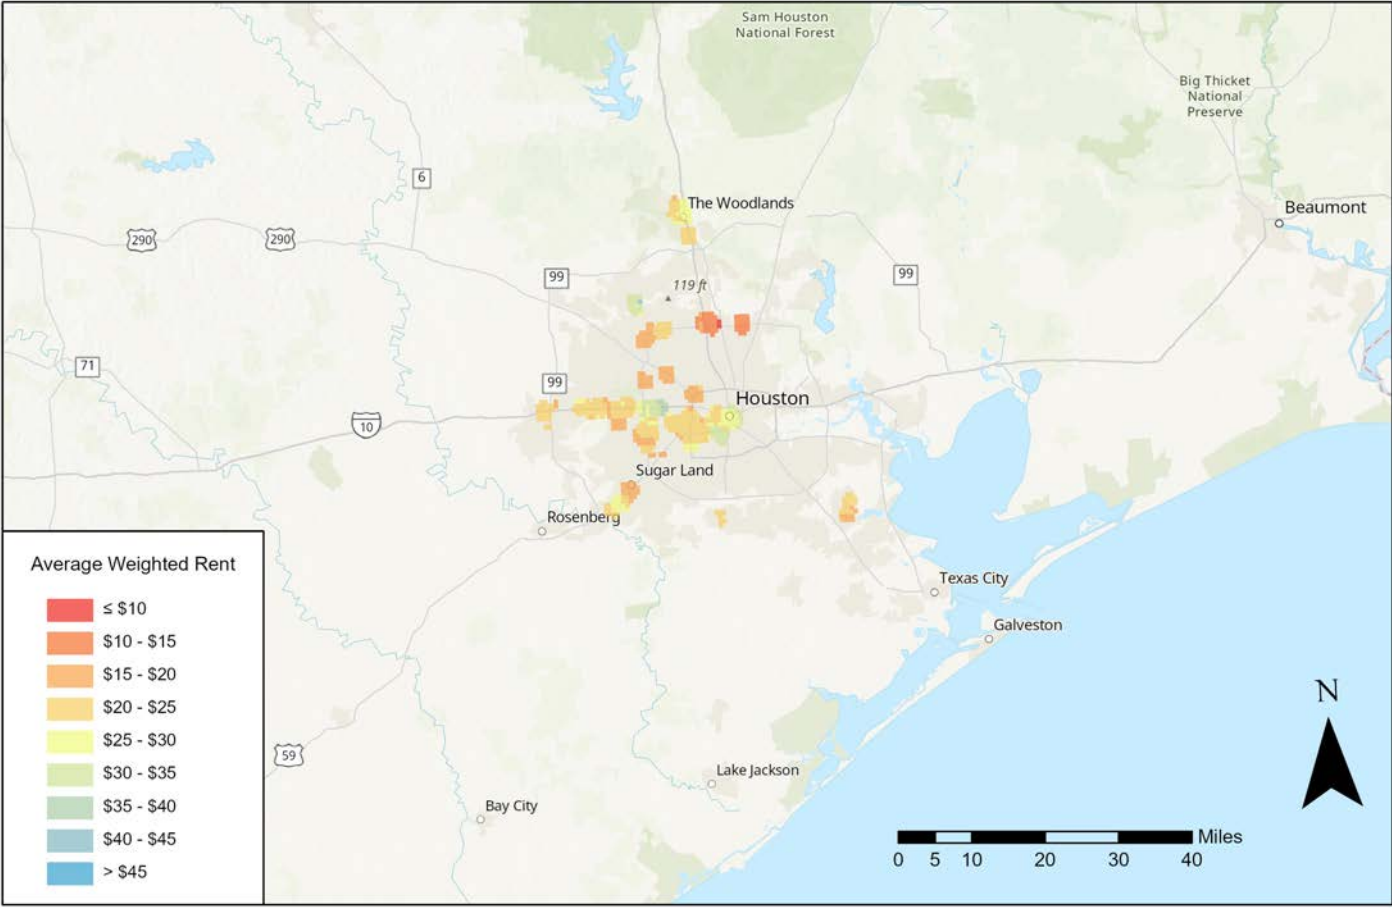 Sam Houston
National Forest
Big Thicket
National
Preserve
6
The Woodlands
Beaumont
290
290
99
99
119 ft
71
99
Houston
10
Sugar Land
Rosenberg
Average Weighted Rent
≤ $10
$10 - $15
$15 - $20
$20 - $25
$25 - $30
$30 - $35
$35 - $40
$40 - $45
> $45
Texas City
Galveston
59
Lake Jackson
Bay City
N
Miles
0 5 10 20 30 40